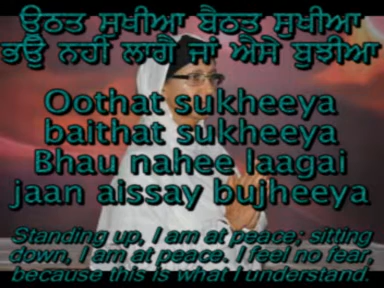 ਊਠਤ ਸੁਖੀਆ ਬੈਠਤ ਸੁਖੀਆ
ਭਉ ਨਹੀ ਲਾਗੈ ਜਾਂ ਐਸੇ ਬੁਝੀਆ
Oothat sukheeya
baithat sukheeya
Bhau nahee laagai
jaan aissay bujheeya
Standing up, I am at peace; sitting
down, I am at peace. I feel no fear,
because this is what I understand.